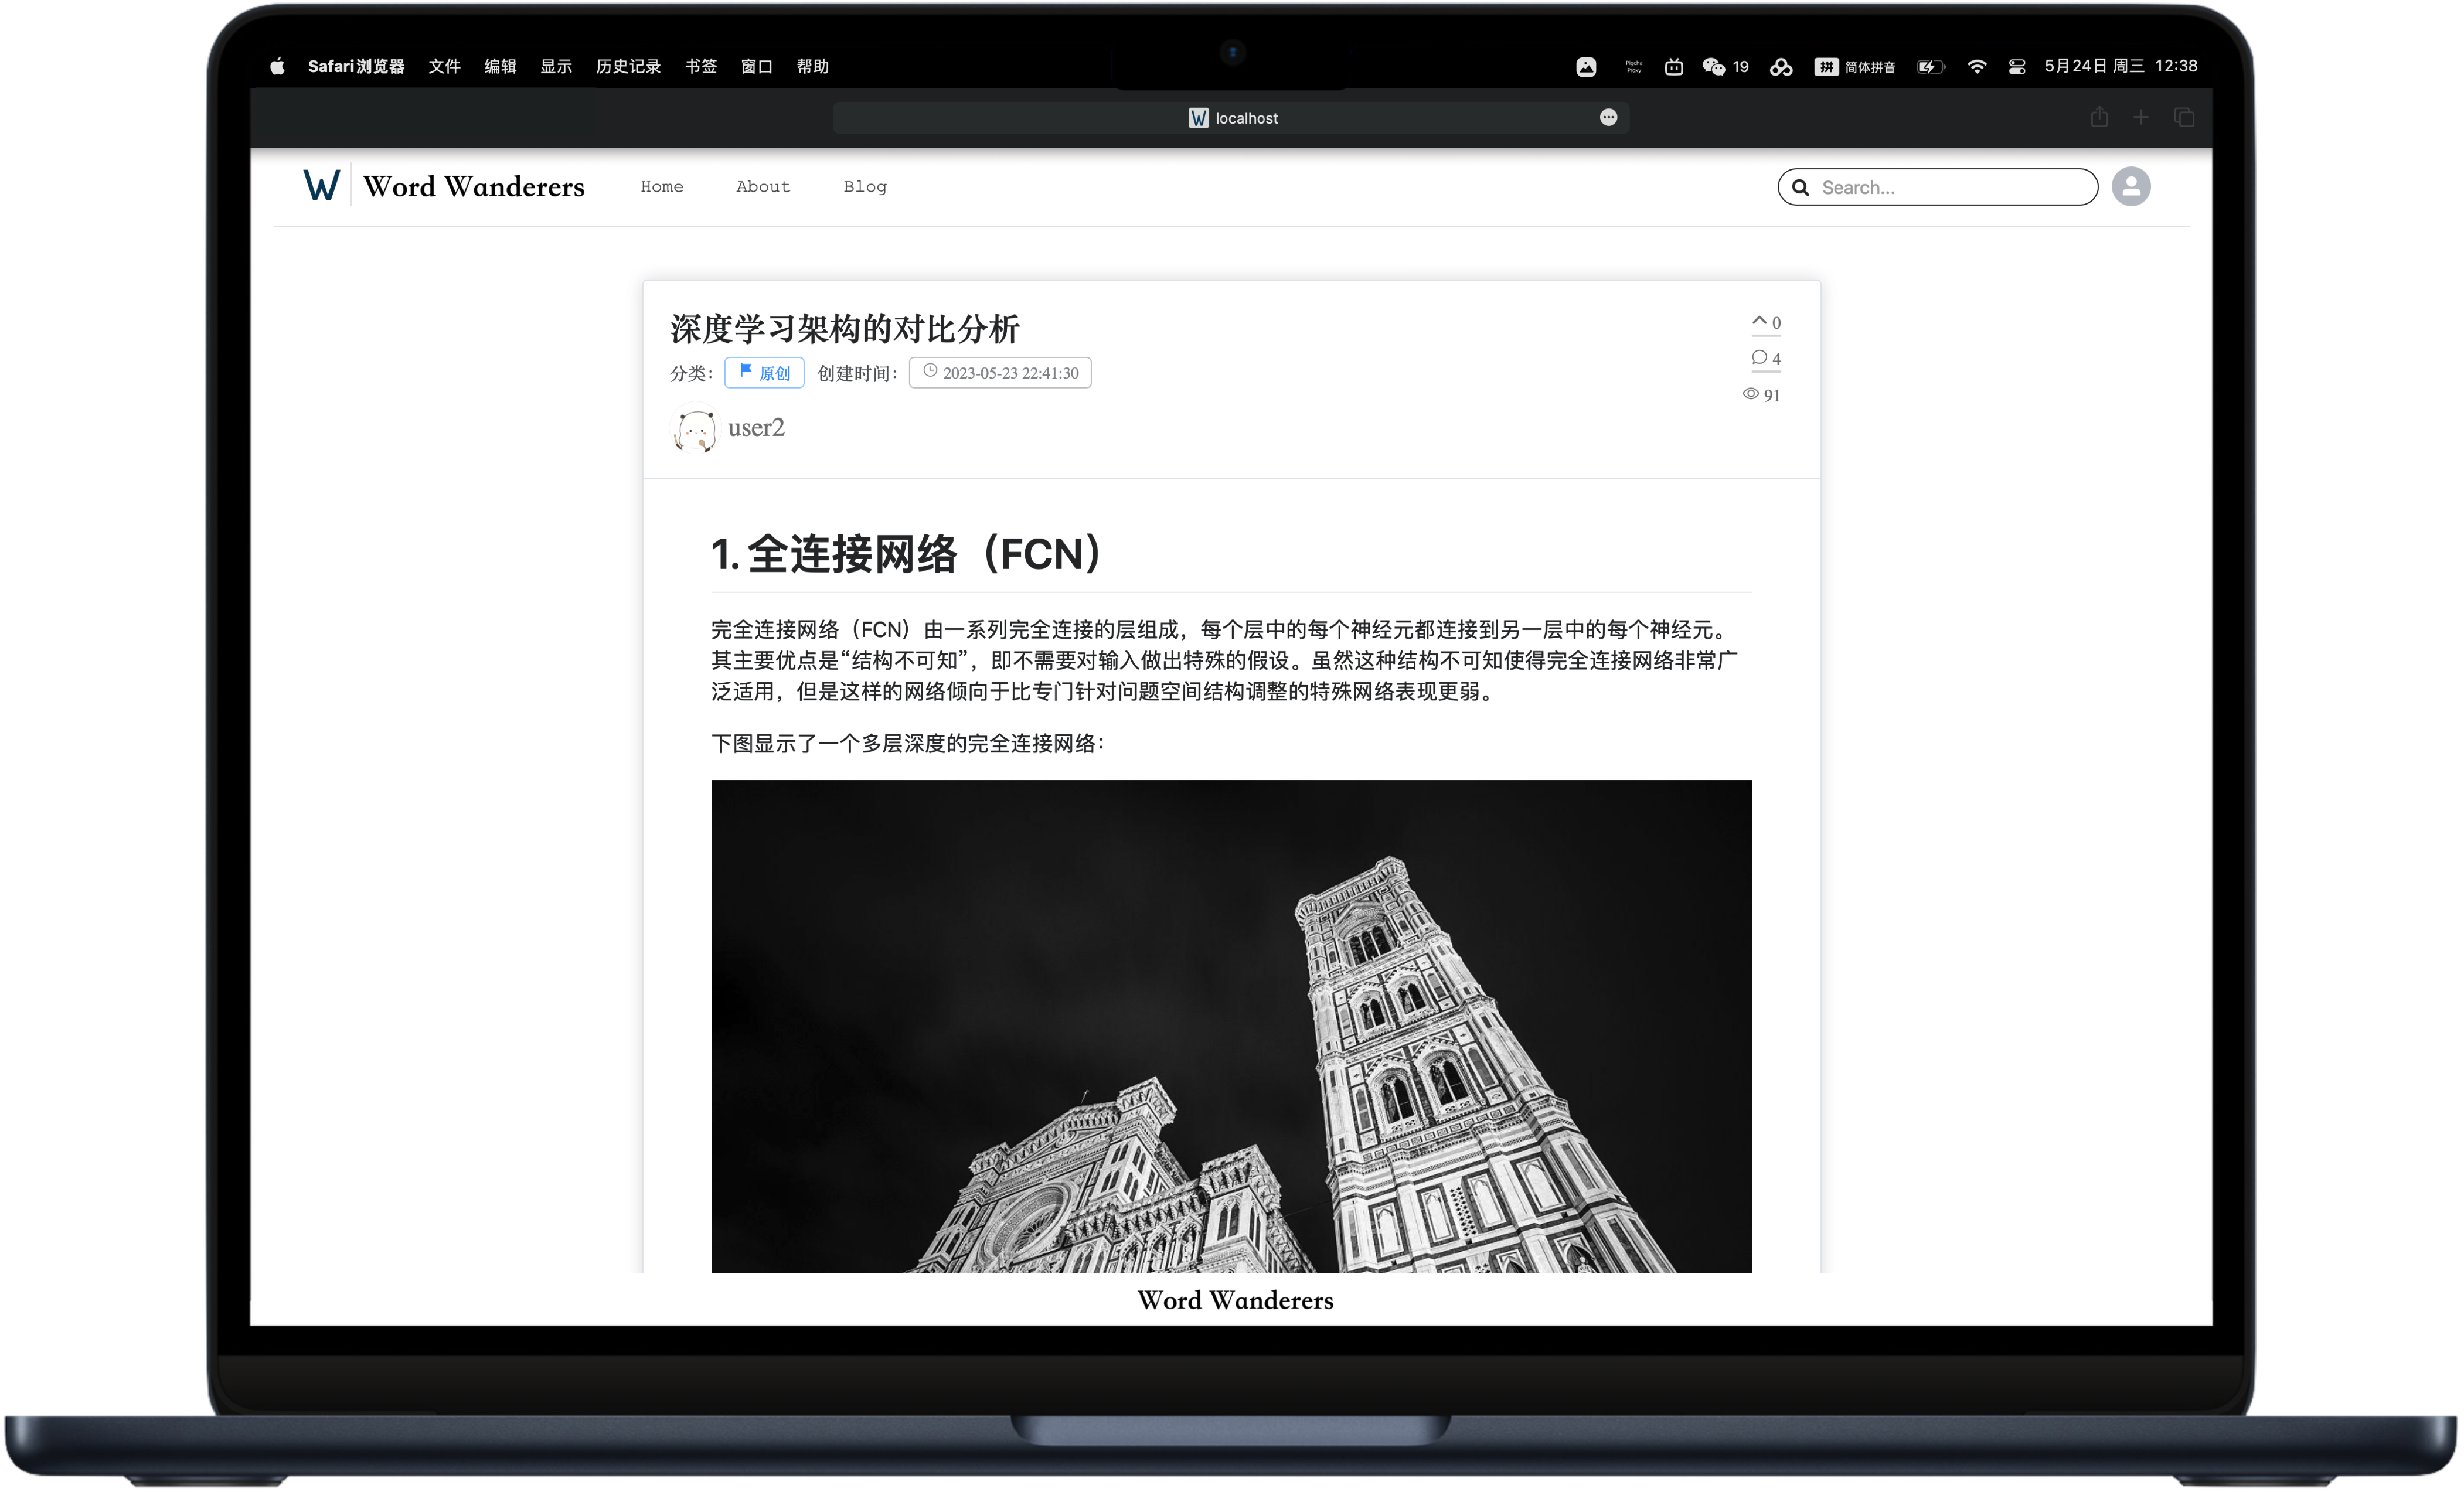 Safari浏览器 文件 编辑 显示 历史记录 书签 窗口 帮助 Pigcha Proxy 19 拼 简体拼音 5月24日 周三 12:38
W localhost
W Word Wanderers Home About Blog Search...
深度学习架构的对比分析
0
分类： 原创 创建时间： 2023-05-23 22:41:30
4
91
user2
1. 全连接网络（FCN）
完全连接网络（FCN）由一系列完全连接的层组成，每个层中的每个神经元都连接到另一层中的每个神经元。
其主要优点是“结构不可知”，即不需要对输入做出特殊的假设。虽然这种结构不可知使得完全连接网络非常广
泛适用，但是这样的网络倾向于比专门针对问题空间结构调整的特殊网络表现更弱。
下图显示了一个多层深度的完全连接网络：
Word Wanderers